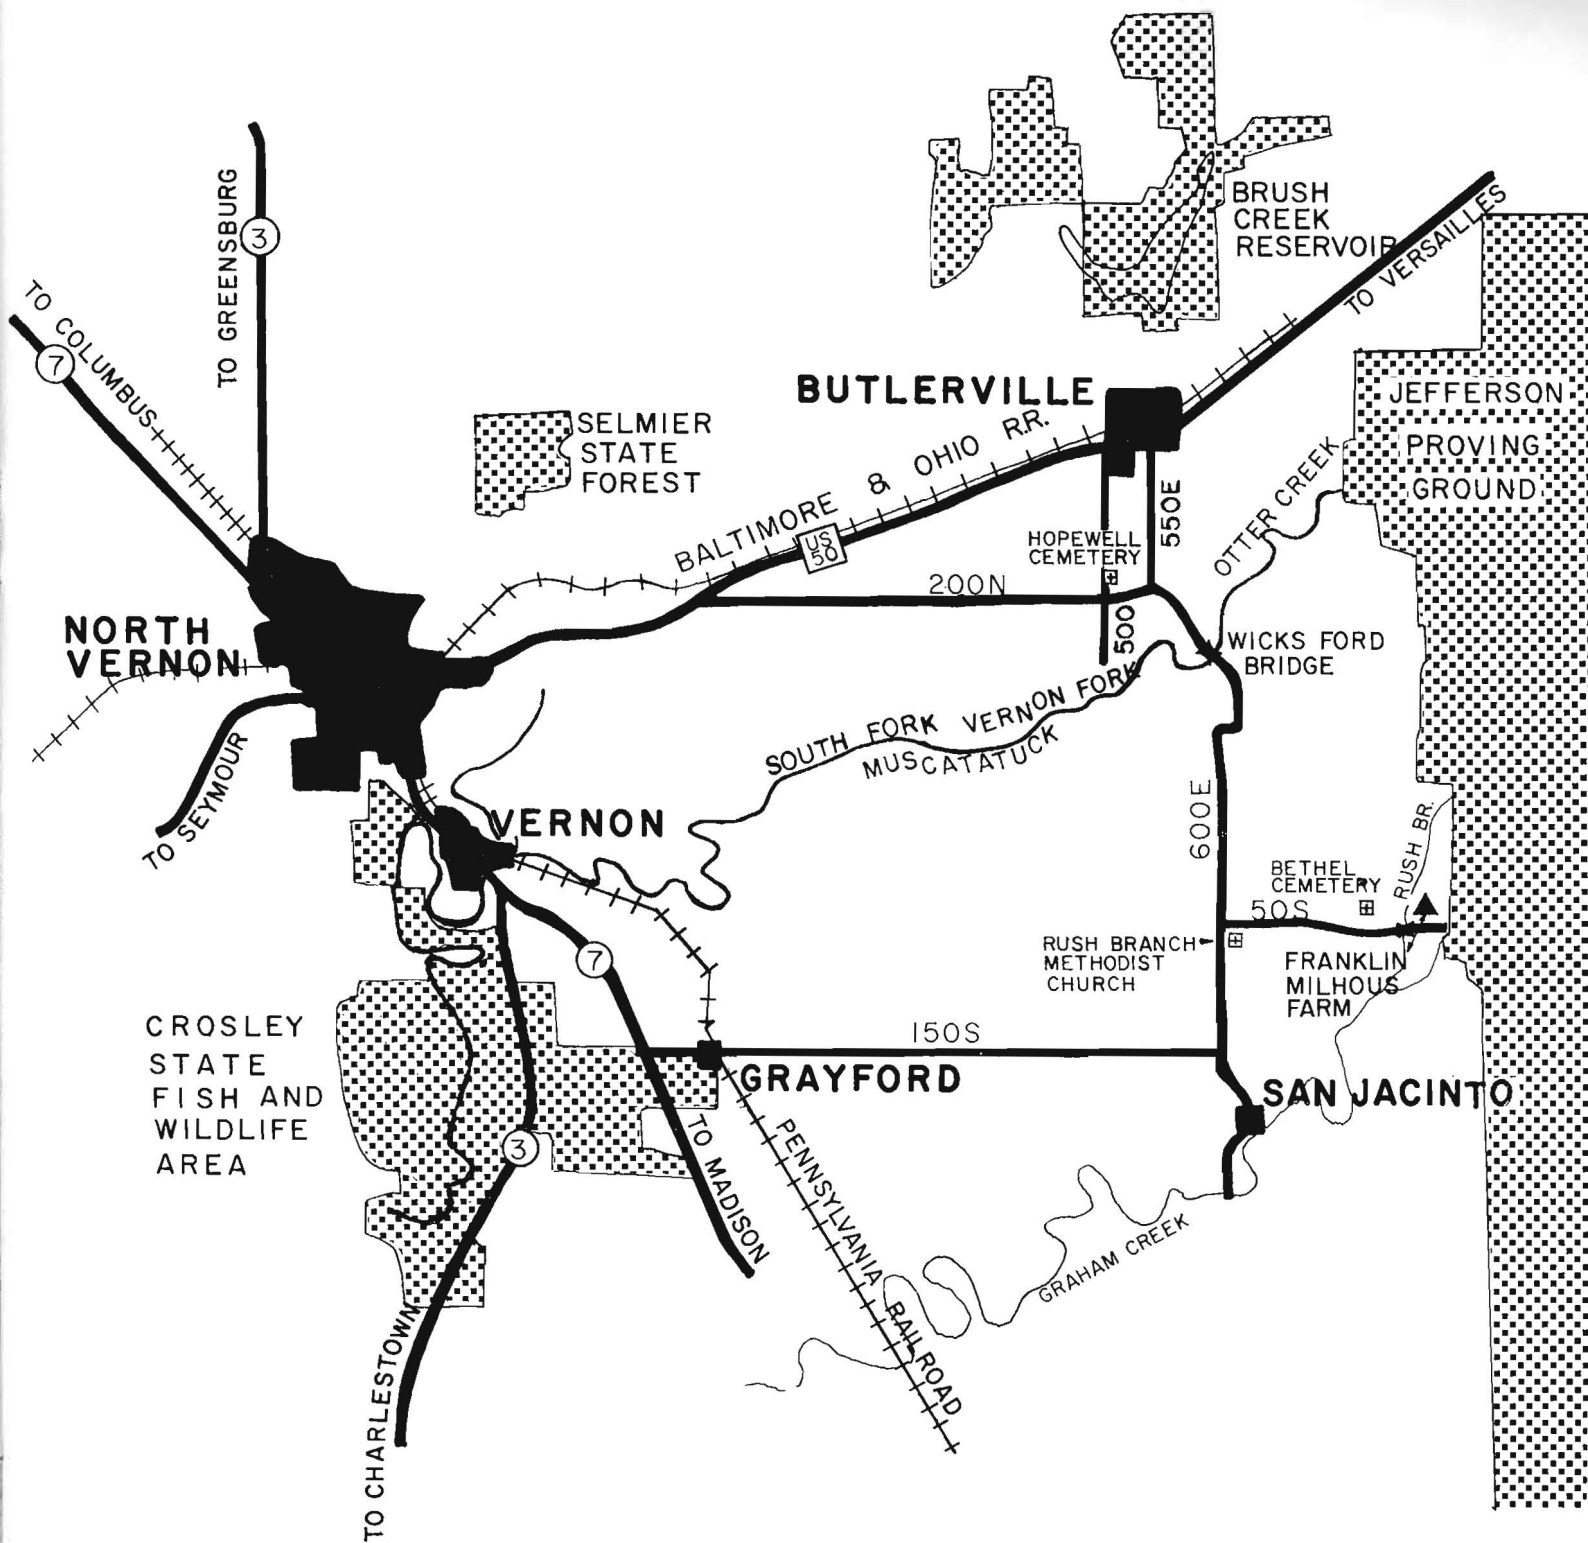 BRUSH
CREEK
RESERVOIR
TO VERSAILLES
TO GREENSBURG
3
TO COLUMBUS
7
BUTLERVILLE
JEFFERSON
PROVING
GROUND
SELMIER
STATE
FOREST
BALTIMORE & OHIO R.R.
US
50
550E
OTTER CREEK
HOPEWELL
CEMETERY
200N
500
NORTH
VERNON
WICKS FORD
BRIDGE
SOUTH FORK VERNON FORK
MUSCATATUCK
TO SEYMOUR
VERNON
600E
RUSH BR.
BETHEL
CEMETERY
50S
RUSH BRANCH
METHODIST
CHURCH
FRANKLIN
MILHOUS
FARM
7
CROSLEY
STATE
FISH AND
WILDLIFE
AREA
150S
GRAYFORD
SAN JACINTO
3
TO MADISON
PENNSYLVANIA RAILROAD
GRAHAM CREEK
TO CHARLESTOWN